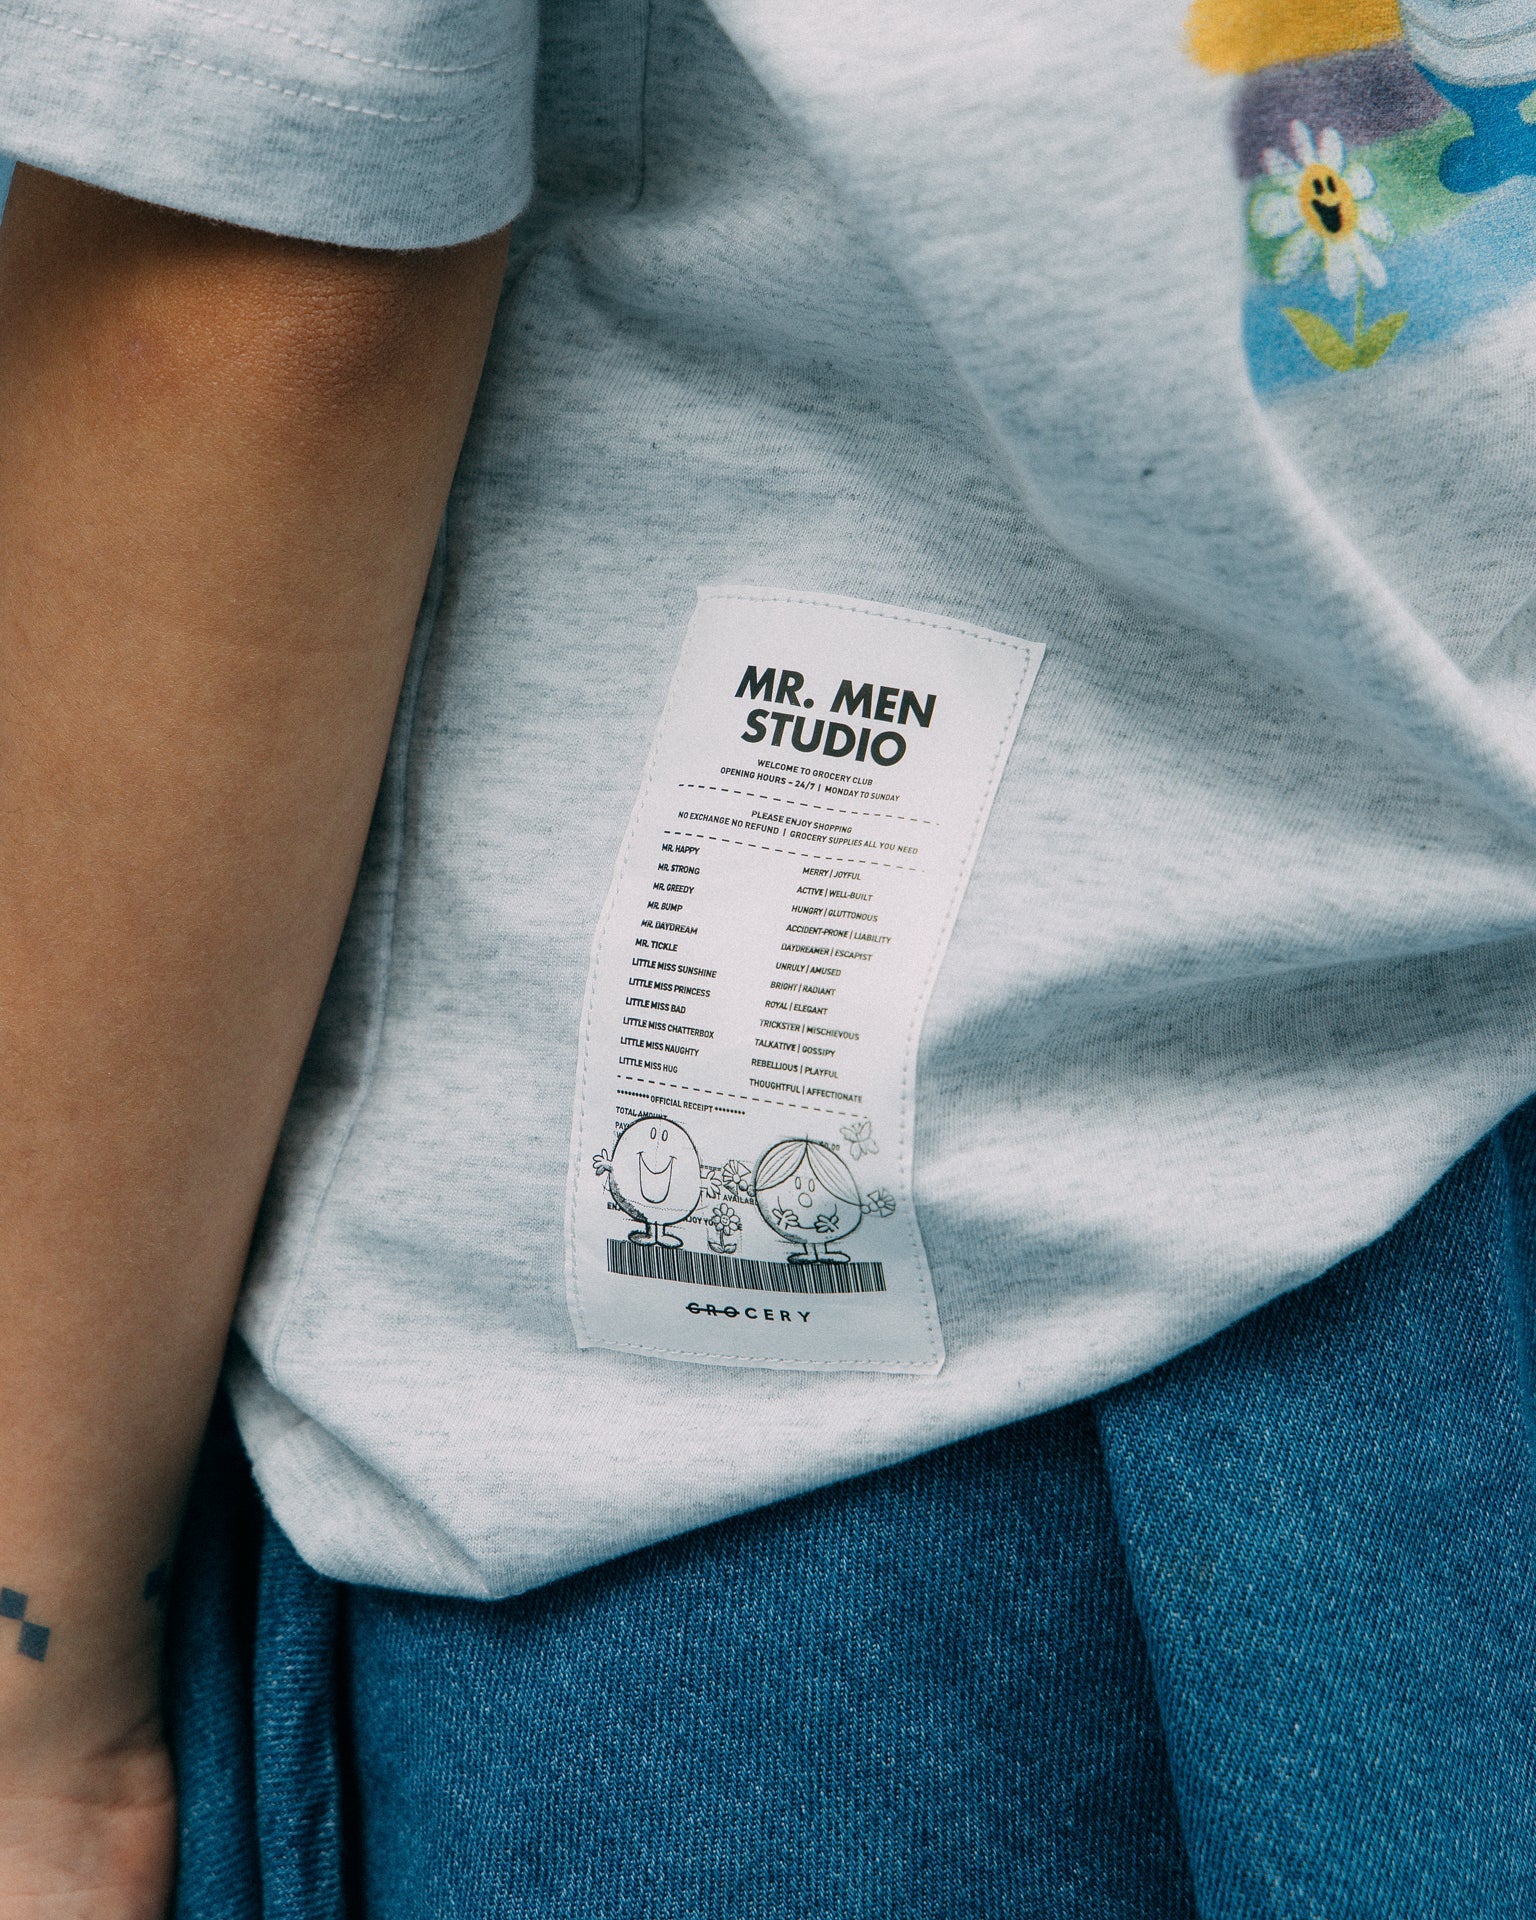 MR. MEN
STUDIO
WELCOME TO GROCERY CLUB
OPENING HOURS - 24/7 | MONDAY TO SUNDAY
PLEASE ENJOY SHOPPING
NO EXCHANGE NO REFUND | GROCERY SUPPLIES ALL YOU NEED
MR. HAPPY MERRY | JOYFUL
MR. STRONG ACTIVE | WELL-BUILT
MR. GREEDY HUNGRY | GLUTTONOUS
MR. BUMP ACCIDENT-PRONE | LIABILITY
MR. DAYDREAM DAYDREAMER | ESCAPIST
MR. TICKLE UNRULY | AMUSED
LITTLE MISS SUNSHINE BRIGHT | RADIANT
LITTLE MISS PRINCESS ROYAL | ELEGANT
LITTLE MISS BAD TRICKSTER | MISCHIEVOUS
LITTLE MISS CHATTERBOX TALKATIVE | GOSSIPY
LITTLE MISS NAUGHTY REBELLIOUS | PLAYFUL
LITTLE MISS HUG THOUGHTFUL | AFFECTIONATE
OFFICIAL RECEIPT
TOTAL AMOUNT
GROCERY